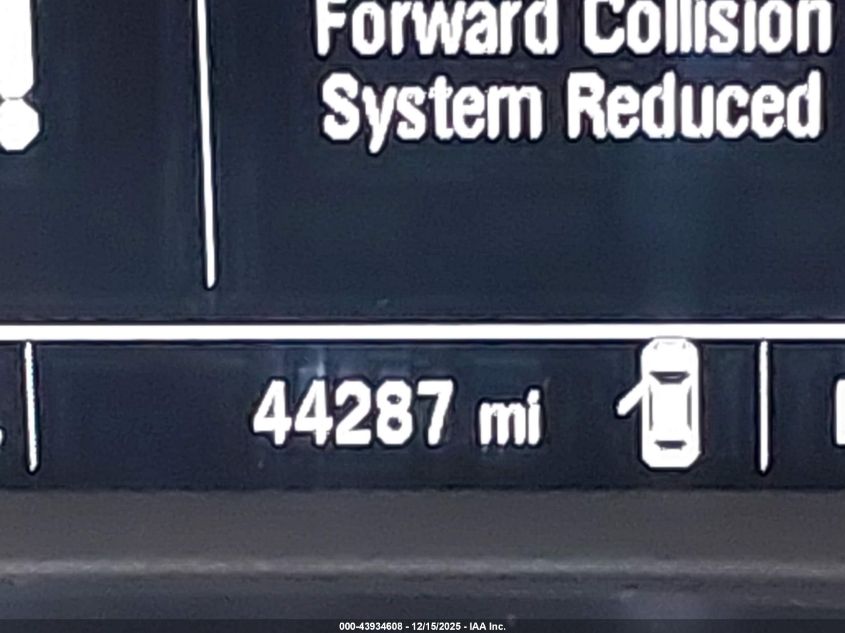 Forward Collision
System Reduced
44287 mi
000-43934608 - 12/15/2025 - IAA Inc.